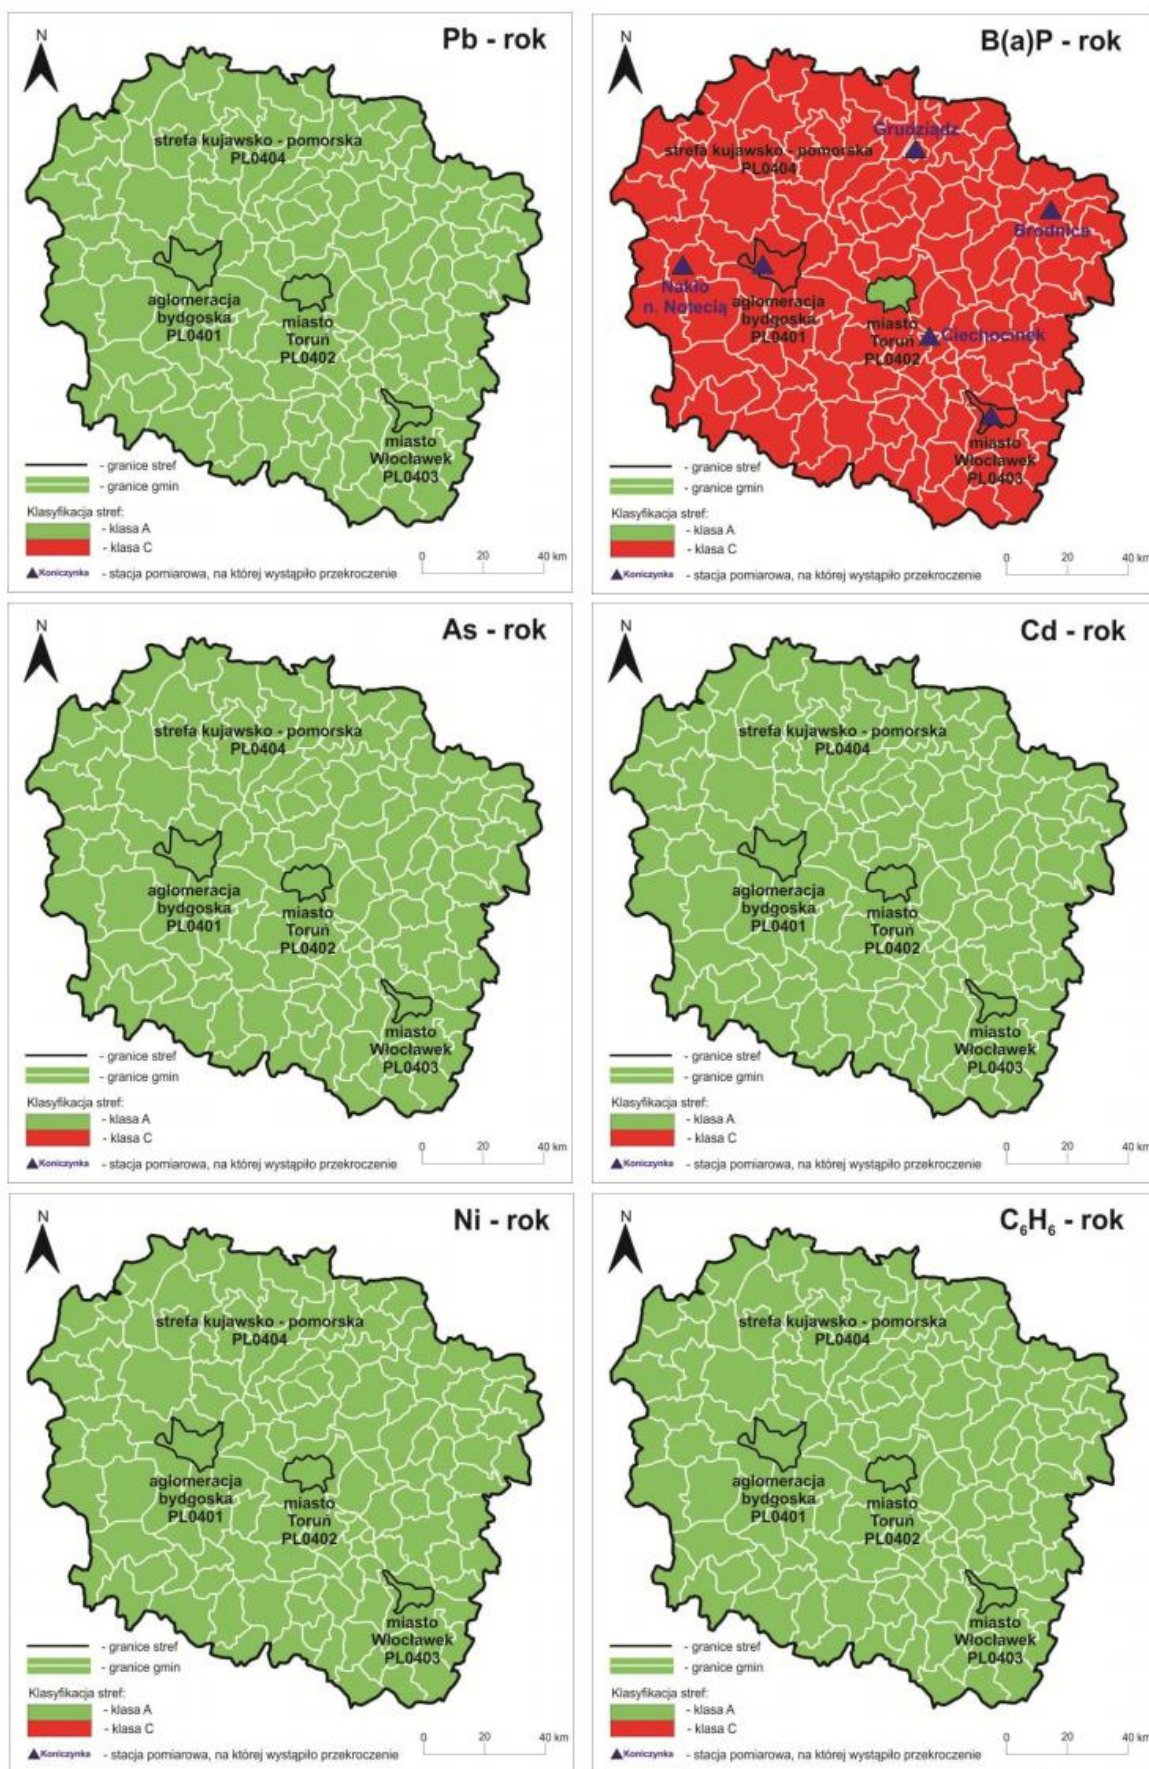 N
Pb - rok
strefa kujawsko - pomorska
PL0404
aglomeracja
bydgoska
PL0401
miasto
Toruń
PL0402
miasto
Włocławek
PL0403
- granice stref
- granice gmin
Klasyfikacja stref:
- klasa A
- klasa C
Koniczynka - stacja pomiarowa, na której wystąpiło przekroczenie
0 20 40 km
N
B(a)P - rok
Grudziądz
strefa kujawsko - pomorska
PL0404
Brodnica
Nakło
n. Notecią
aglomeracja
bydgoska
PL0401
miasto
Toruń
PL0402
Ciechocinek
miasto
Włocławek
PL0403
- granice stref
- granice gmin
Klasyfikacja stref:
- klasa A
- klasa C
Koniczynka - stacja pomiarowa, na której wystąpiło przekroczenie
0 20 40 km
N
As - rok
strefa kujawsko - pomorska
PL0404
aglomeracja
bydgoska
PL0401
miasto
Toruń
PL0402
miasto
Włocławek
PL0403
- granice stref
- granice gmin
Klasyfikacja stref:
- klasa A
- klasa C
Koniczynka - stacja pomiarowa, na której wystąpiło przekroczenie
0 20 40 km
N
Cd - rok
strefa kujawsko - pomorska
PL0404
aglomeracja
bydgoska
PL0401
miasto
Toruń
PL0402
miasto
Włocławek
PL0403
- granice stref
- granice gmin
Klasyfikacja stref:
- klasa A
- klasa C
Koniczynka - stacja pomiarowa, na której wystąpiło przekroczenie
0 20 40 km
N
Ni - rok
strefa kujawsko - pomorska
PL0404
aglomeracja
bydgoska
PL0401
miasto
Toruń
PL0402
miasto
Włocławek
PL0403
- granice stref
- granice gmin
Klasyfikacja stref:
- klasa A
- klasa C
Koniczynka - stacja pomiarowa, na której wystąpiło przekroczenie
0 20 40 km
N
C₆H₆ - rok
strefa kujawsko - pomorska
PL0404
aglomeracja
bydgoska
PL0401
miasto
Toruń
PL0402
miasto
Włocławek
PL0403
- granice stref
- granice gmin
Klasyfikacja stref:
- klasa A
- klasa C
Koniczynka - stacja pomiarowa, na której wystąpiło przekroczenie
0 20 40 km